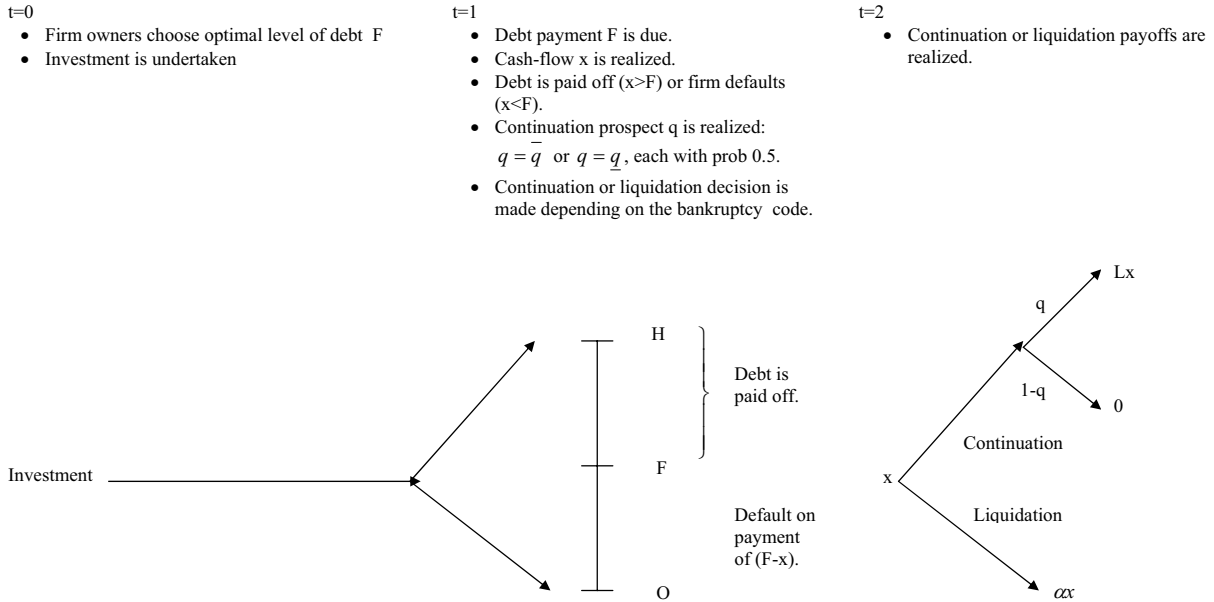 t=0
• Firm owners choose optimal level of debt F
• Investment is undertaken
t=1
• Debt payment F is due.
• Cash-flow x is realized.
• Debt is paid off (x>F) or firm defaults
(x<F).
• Continuation prospect q is realized:
q = q̅ or q = q̲, each with prob 0.5.
• Continuation or liquidation decision is
made depending on the bankruptcy code.
t=2
• Continuation or liquidation payoffs are
realized.
Investment
H
F
O
Debt is
paid off.
Default on
payment
of (F-x).
x
Continuation
Liquidation
q
1-q
Lx
0
αx